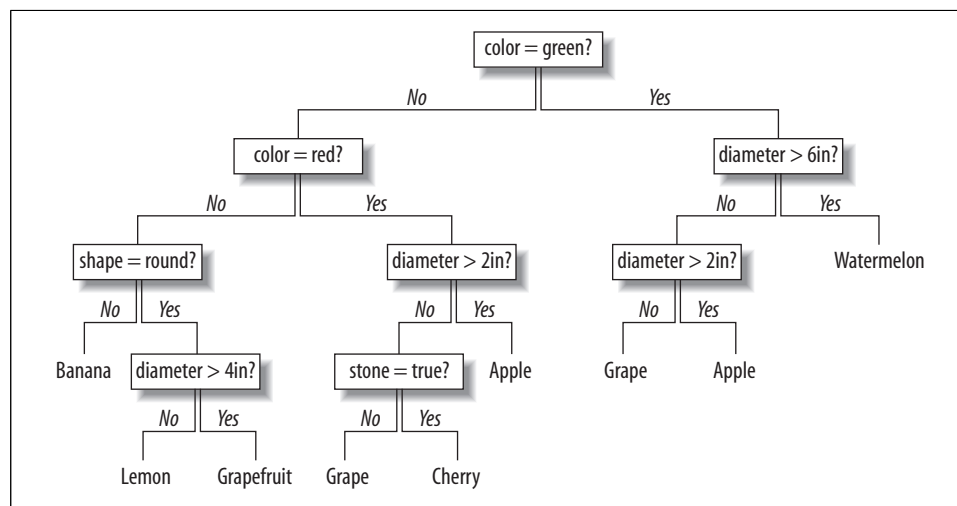 color = green?
No
Yes
color = red?
diameter > 6in?
No
Yes
No
Yes
shape = round?
diameter > 2in?
diameter > 2in?
Watermelon
No
Yes
No
Yes
No
Yes
Banana
diameter > 4in?
stone = true?
Apple
Grape
Apple
No
Yes
No
Yes
Lemon
Grapefruit
Grape
Cherry